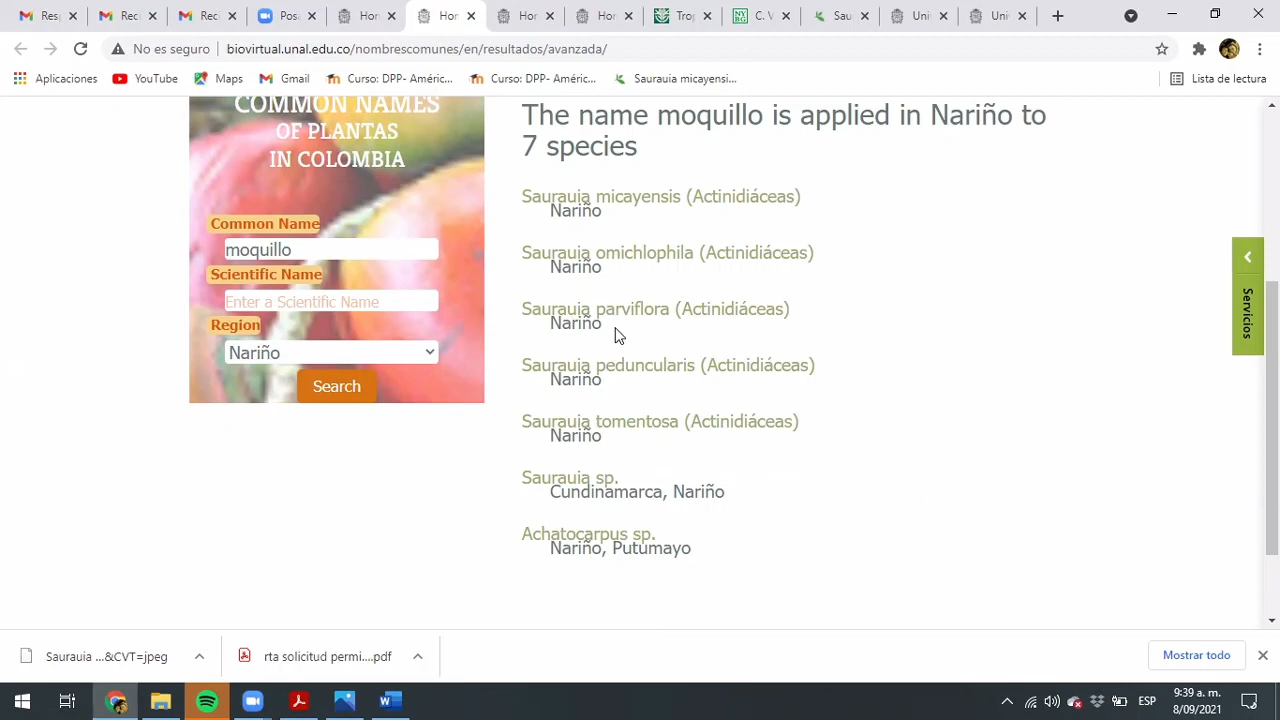 Res
Rec
Rec
Pos
Hor
Hor
Hor
Hor
Trop
C. V
Sau
Uni
Uni
No es seguro
biovirtual.unal.edu.co/nombrescomunes/en/resultados/avanzada/
Aplicaciones
YouTube
Maps
Gmail
Curso: DPP- Améric...
Curso: DPP- Améric...
Saurauia micayensi...
Lista de lectura
COMMON NAMES
OF PLANTAS
IN COLOMBIA
Common Name
moquillo
Scientific Name
Enter a Scientific Name
Region
Nariño
Search
The name moquillo is applied in Nariño to
7 species
Saurauia micayensis (Actinidiáceas)
Nariño
Saurauia omichlophila (Actinidiáceas)
Nariño
Saurauia parviflora (Actinidiáceas)
Nariño
Saurauia peduncularis (Actinidiáceas)
Nariño
Saurauia tomentosa (Actinidiáceas)
Nariño
Saurauia sp.
Cundinamarca, Nariño
Achatocarpus sp.
Nariño, Putumayo
Servicios
Saurauia ...&CVT=jpeg
rta solicitud permi....pdf
Mostrar todo
ESP
9:39 a. m.
8/09/2021